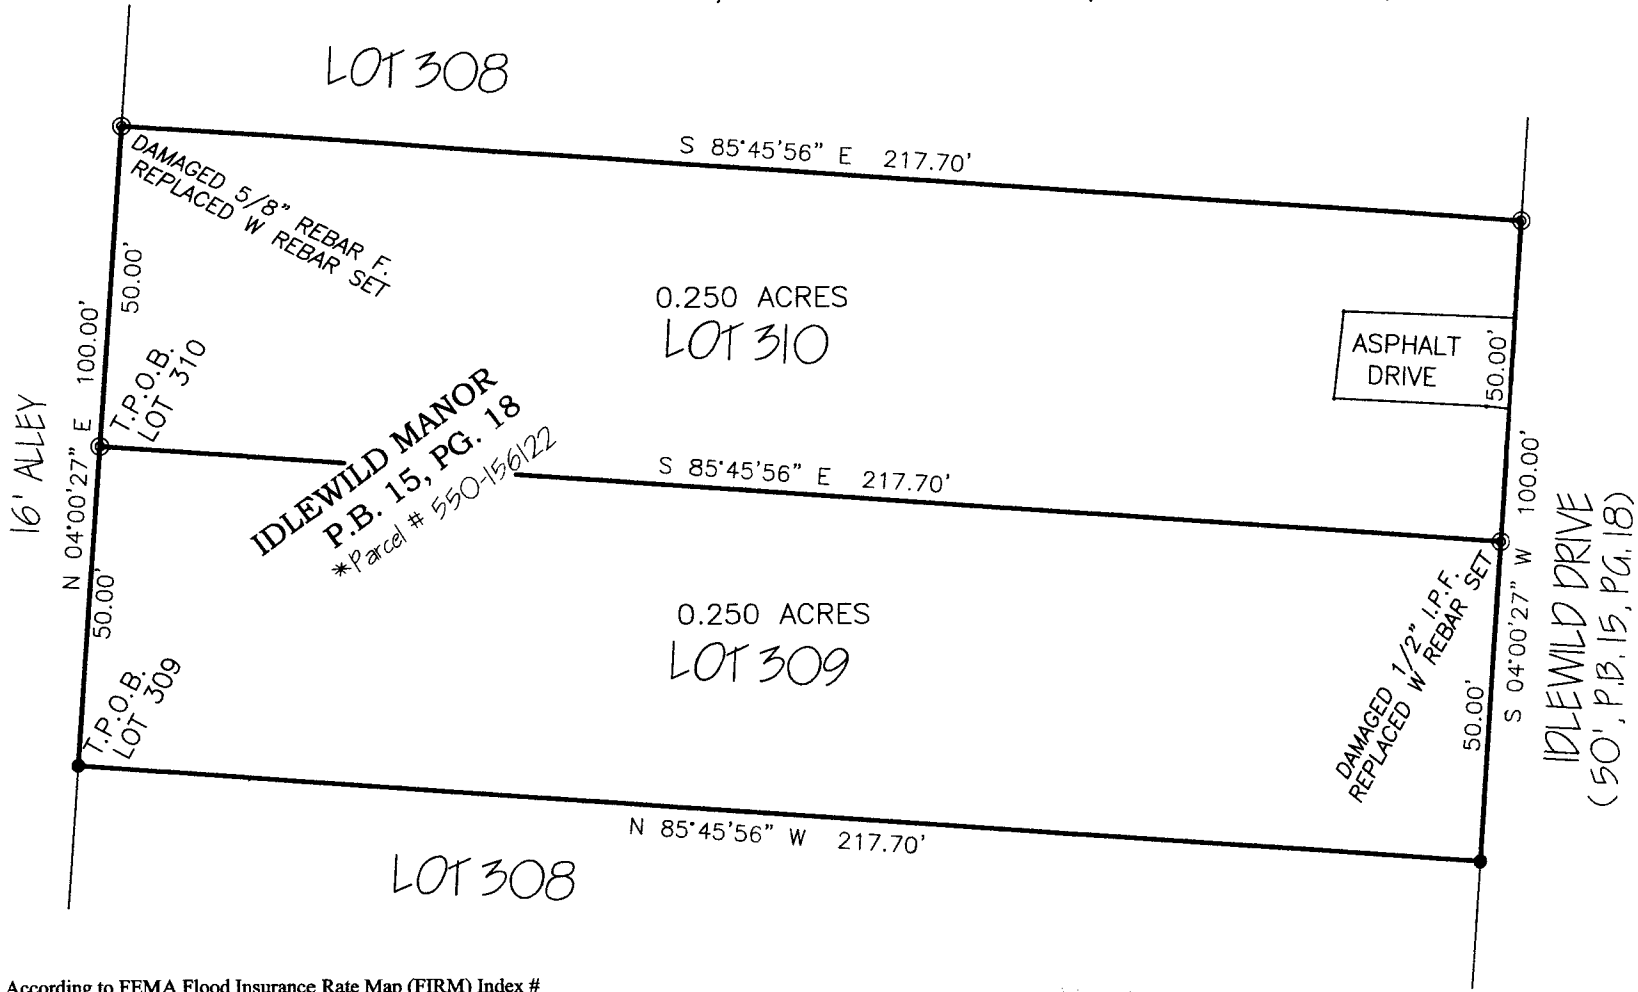 LOT 308
S 85°45'56" E 217.70'
DAMAGED 5/8" REBAR F.
REPLACED W REBAR SET
50.00'
0.250 ACRES
LOT 310
ASPHALT
DRIVE
50.00'
T.P.O.B.
LOT 310
16' ALLEY
N 04°00'27" E 100.00'
IDLEWILD MANOR
P.B. 15, PG. 18
*Parcel # 550-156122
S 85°45'56" E 217.70'
S 04°00'27" W 100.00'
IDLEWILD DRIVE
(50', P.B. 15, PG. 18)
50.00'
0.250 ACRES
LOT 309
DAMAGED 1/2" I.P.F.
REPLACED W REBAR SET
50.00'
T.P.O.B.
LOT 309
N 85°45'56" W 217.70'
LOT 308
According to FEMA Flood Insurance Rate Map (FIRM) Index #